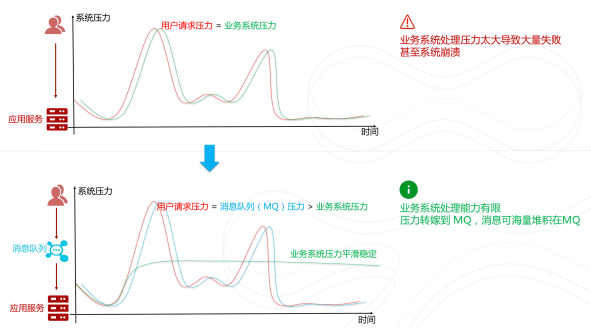 系统压力
用户请求压力 = 业务系统压力
应用服务
时间
业务系统处理压力太大导致大量失败
甚至系统崩溃
系统压力
用户请求压力 = 消息队列（MQ）压力 > 业务系统压力
消息队列
业务系统压力平滑稳定
应用服务
时间
业务系统处理能力有限
压力转嫁到 MQ，消息可海量堆积在MQ